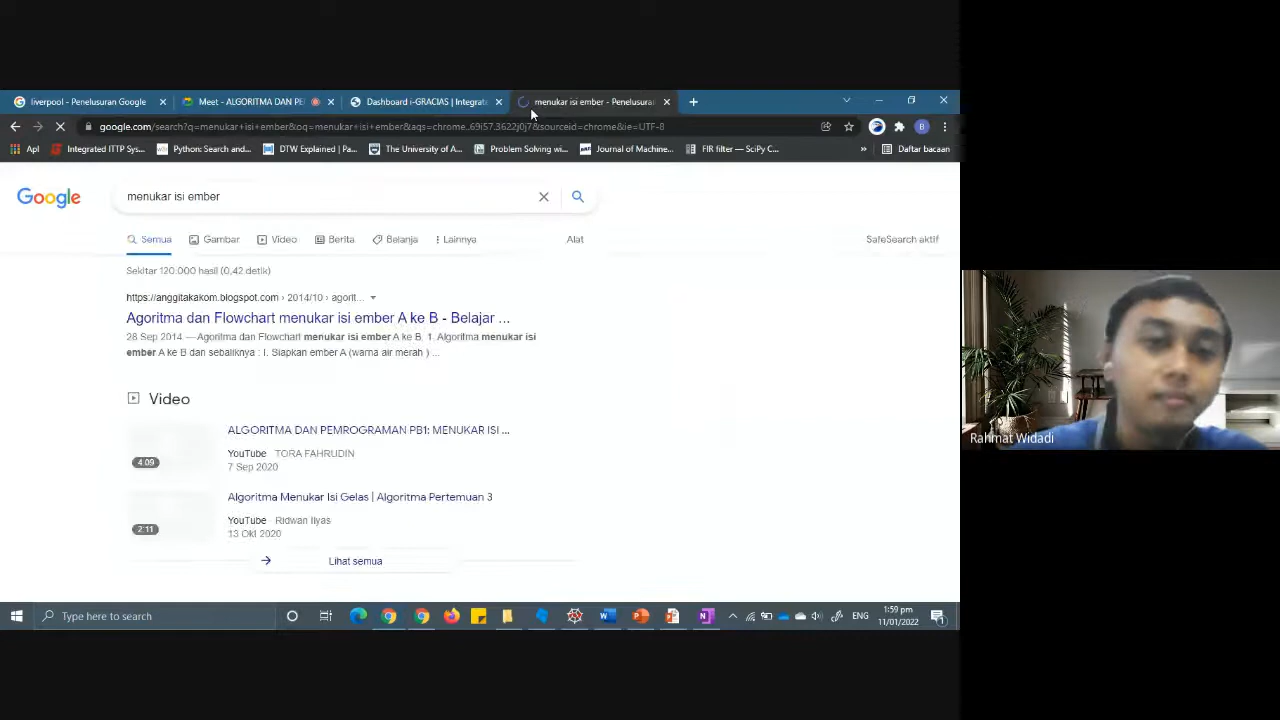 liverpool - Penelusuran Google
Meet - ALGORITMA DAN PE
Dashboard i-GRACIAS | Integrat
menukar isi ember - Penelusuran
google.com/search?q=menukar+isi+ember&oq=menukar+isi+ember&aqs=chrome..69i57.3622j0j7&sourceid=chrome&ie=UTF-8
B
Apl
Integrated ITTP Sys...
Python: Search-and...
DTW Explained | Pa...
The University of A...
Problem Solving wi...
Journal of Machine...
FIR filter — SciPy C...
»
Daftar bacaan
Google
menukar isi ember
Semua
Gambar
Video
Berita
Belanja
Lainnya
Alat
SafeSearch aktif
Sekitar 120.000 hasil (0,42 detik)
https://anggitakakom.blogspot.com › 2014/10 › agorit...
Agoritma dan Flowchart menukar isi ember A ke B - Belajar ...
28 Sep 2014 — Agoritma dan Flowchart menukar isi ember A ke B, 1. Algoritma menukar isi
ember A ke B dan sebaliknya : I. Siapkan ember A (warna air merah ) ...
Video
ALGORITMA DAN PEMROGRAMAN PB1: MENUKAR ISI ...
4:09
YouTube TORA FAHRUDIN
7 Sep 2020
Algoritma Menukar Isi Gelas | Algoritma Pertemuan 3
2:11
YouTube Ridwan Ilyas
13 Okt 2020
Lihat semua
Rahmat Widadi
Type here to search
ENG
1:59 pm
11/01/2022